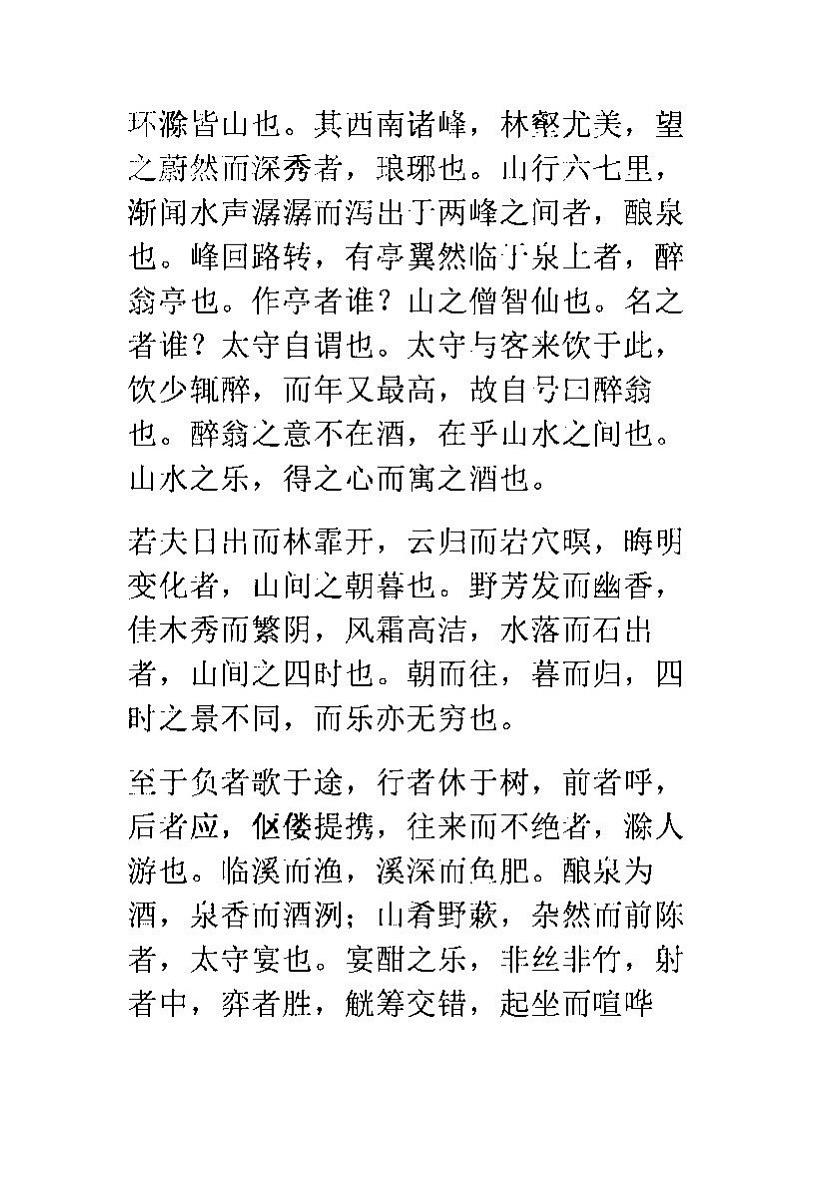 环滁皆山也。其西南诸峰，林壑尤美，望
之蔚然而深秀者，琅琊也。山行六七里，
渐闻水声潺潺而泻出于两峰之间者，酿泉
也。峰回路转，有亭翼然临于泉上者，醉
翁亭也。作亭者谁？山之僧智仙也。名之
者谁？太守自谓也。太守与客来饮于此，
饮少辄醉，而年又最高，故自号曰醉翁
也。醉翁之意不在酒，在乎山水之间也。
山水之乐，得之心而寓之酒也。
若夫日出而林霏开，云归而岩穴暝，晦明
变化者，山间之朝暮也。野芳发而幽香，
佳木秀而繁阴，风霜高洁，水落而石出
者，山间之四时也。朝而往，暮而归，四
时之景不同，而乐亦无穷也。
至于负者歌于途，行者休于树，前者呼，
后者应，伛偻提携，往来而不绝者，滁人
游也。临溪而渔，溪深而鱼肥。酿泉为
酒，泉香而酒洌；山肴野蔌，杂然而前陈
者，太守宴也。宴酣之乐，非丝非竹，射
者中，弈者胜，觥筹交错，起坐而喧哗